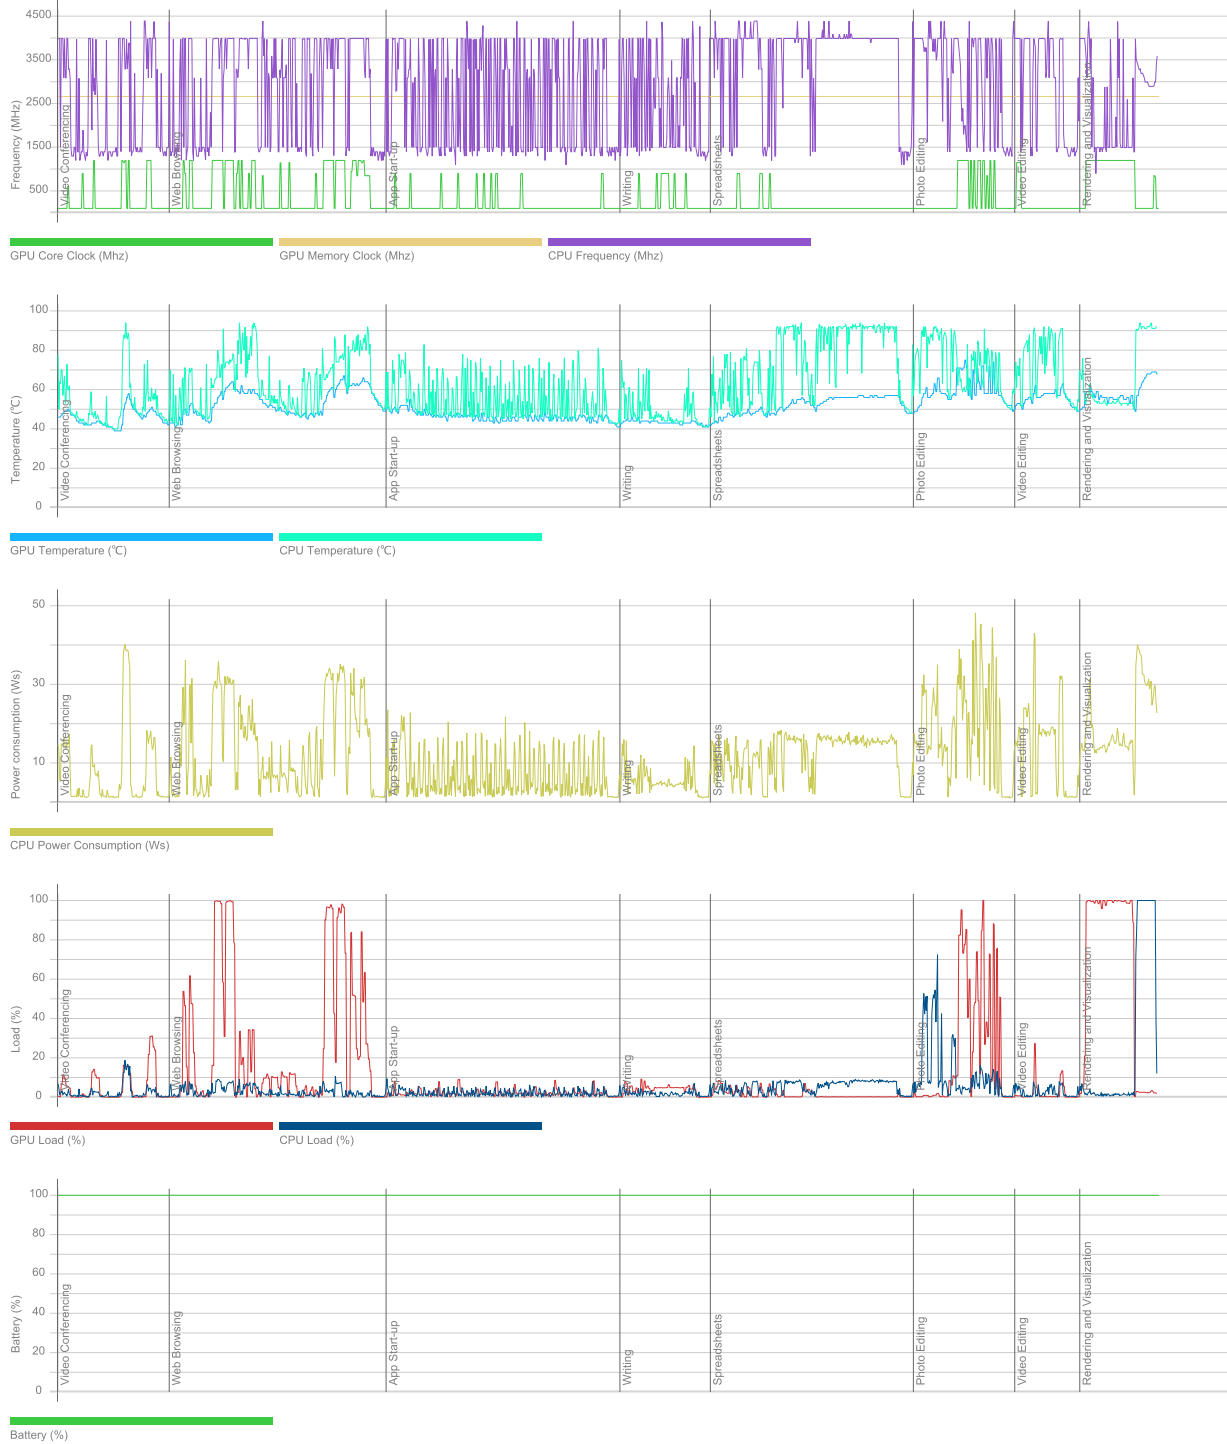 4500
3500
2500
1500
500
Frequency (MHz)
Video Conferencing
Web Browsing
App Start-up
Writing
Spreadsheets
Photo Editing
Video Editing
Rendering and Visualization
GPU Core Clock (Mhz)
GPU Memory Clock (Mhz)
CPU Frequency (Mhz)
100
80
60
40
20
0
Temperature (°C)
Video Conferencing
Web Browsing
App Start-up
Writing
Spreadsheets
Photo Editing
Video Editing
Rendering and Visualization
GPU Temperature (°C)
CPU Temperature (°C)
50
30
10
Power consumption (Ws)
Video Conferencing
Web Browsing
App Start-up
Writing
Spreadsheets
Photo Editing
Video Editing
Rendering and Visualization
CPU Power Consumption (Ws)
100
80
60
40
20
0
Load (%)
Video Conferencing
Web Browsing
App Start-up
Writing
Spreadsheets
Photo Editing
Video Editing
Rendering and Visualization
GPU Load (%)
CPU Load (%)
100
80
60
40
20
0
Battery (%)
Video Conferencing
Web Browsing
App Start-up
Writing
Spreadsheets
Photo Editing
Video Editing
Rendering and Visualization
Battery (%)